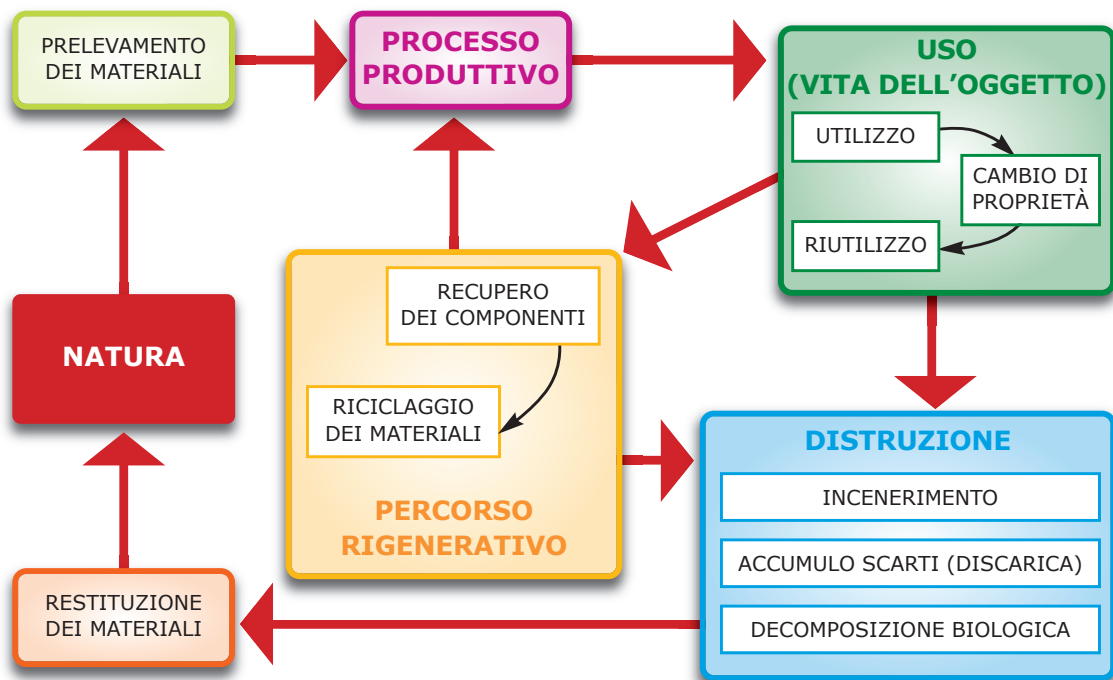 PRELEVAMENTO
DEI MATERIALI
PROCESSO
PRODUTTIVO
USO
(VITA DELL’OGGETTO)
UTILIZZO
CAMBIO DI
PROPRIETÀ
RIUTILIZZO
NATURA
RECUPERO
DEI COMPONENTI
RICICLAGGIO
DEI MATERIALI
PERCORSO
RIGENERATIVO
DISTRUZIONE
INCENERIMENTO
ACCUMULO SCARTI (DISCARICA)
DECOMPOSIZIONE BIOLOGICA
RESTITUZIONE
DEI MATERIALI